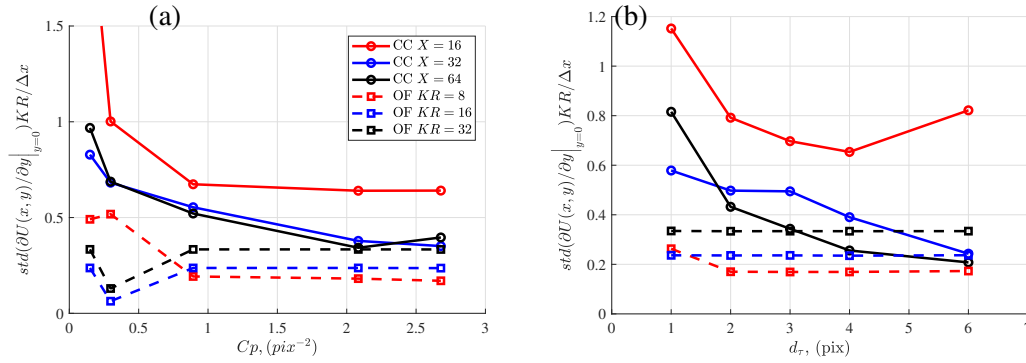 (a)
std(∂U(x, y)/∂y|y=0)KR/Δx
1.5
1
0.5
0
0 0.5 1 1.5 2 2.5 3
Cp, (pix⁻²)
CC X = 16
CC X = 32
CC X = 64
OF KR = 8
OF KR = 16
OF KR = 32
(b)
std(∂U(x, y)/∂y|y=0)KR/Δx
1.2
1
0.8
0.6
0.4
0.2
0
0 1 2 3 4 5 6 7
dτ, (pix)